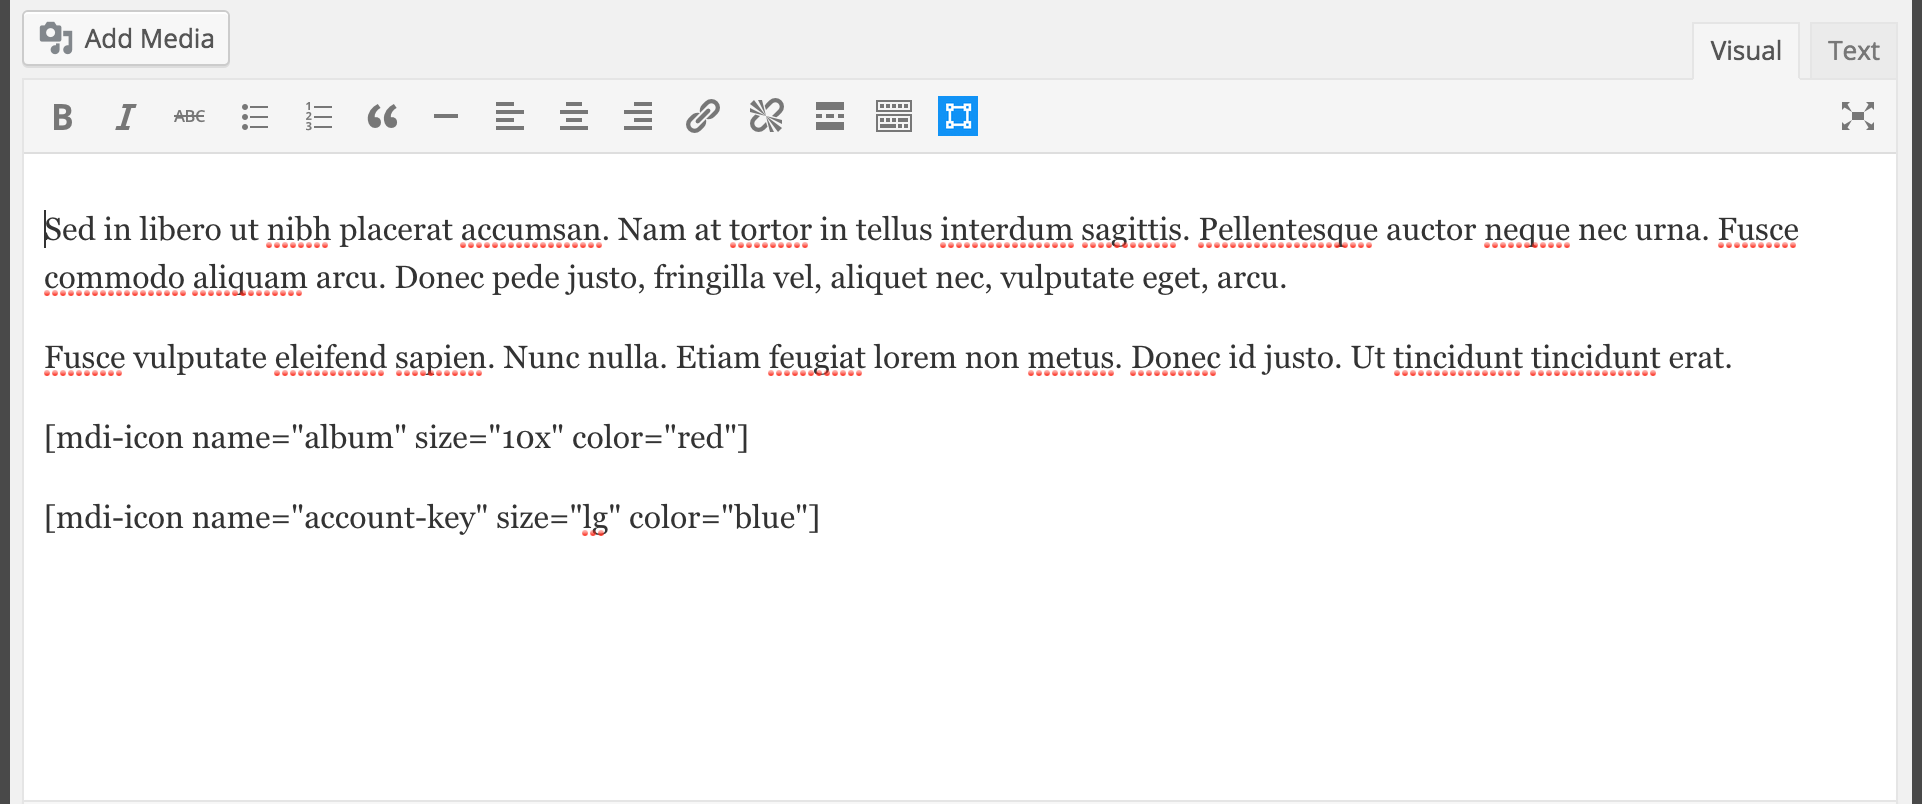 Add Media
Visual Text
B I ABC
Sed in libero ut nibh placerat accumsan. Nam at tortor in tellus interdum sagittis. Pellentesque auctor neque nec urna. Fusce
commodo aliquam arcu. Donec pede justo, fringilla vel, aliquet nec, vulputate eget, arcu.
Fusce vulputate eleifend sapien. Nunc nulla. Etiam feugiat lorem non metus. Donec id justo. Ut tincidunt tincidunt erat.
[mdi-icon name="album" size="10x" color="red"]
[mdi-icon name="account-key" size="lg" color="blue"]